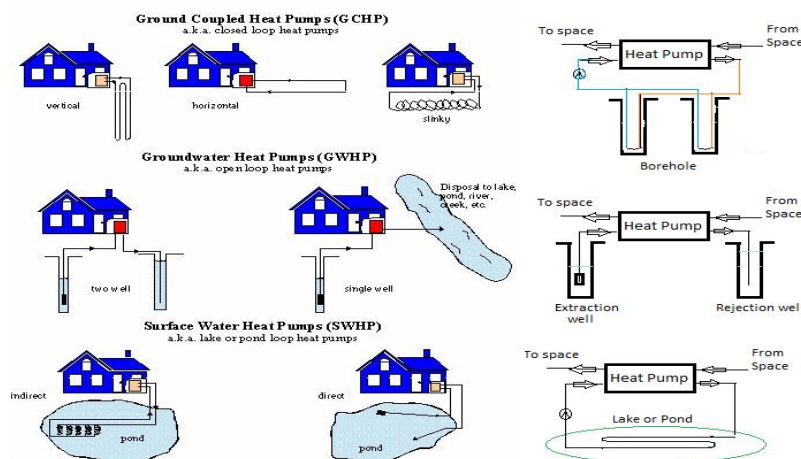 Ground Coupled Heat Pumps (GCHP)
a.k.a. closed loop heat pumps
vertical
horizontal
slinky
To space
From
Space
Heat Pump
Borehole
Groundwater Heat Pumps (GWHP)
a.k.a. open loop heat pumps
Disposal to lake,
pond, river,
creek, etc.
two well
single well
To space
From
Space
Heat Pump
Extraction
well
Rejection well
Surface Water Heat Pumps (SWHP)
a.k.a. lake or pond loop heat pumps
indirect
pond
direct
pond
To space
From
Space
Heat Pump
Lake or Pond